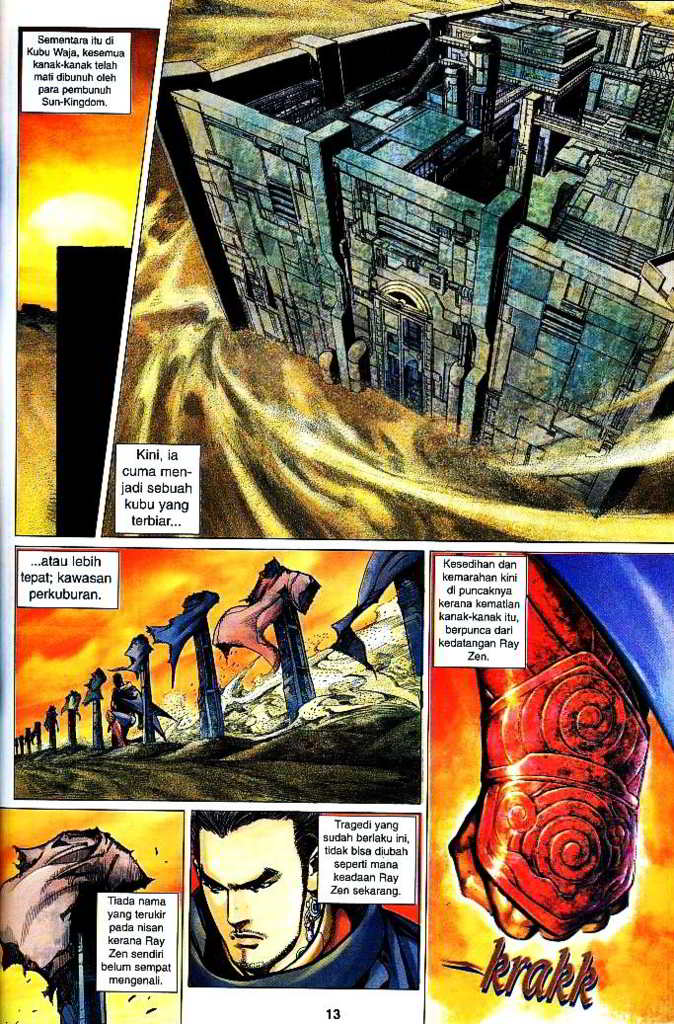 Sementara itu di
Kubu Waja, kesemua
kanak-kanak telah
mati dibunuh oleh
para pembunuh
Sun-Kingdom.
Kini, ia
cuma men-
jadi sebuah
kubu yang
terbiar...
...atau lebih
tepat; kawasan
perkuburan.
Kesedihan dan
kemarahan kini
di puncaknya
kerana kematian
kanak-kanak itu,
berpunca dari
kedatangan Ray
Zen.
Tiada nama
yang terukir
pada nisan
kerana Ray
Zen sendiri
belum sempat
mengenali.
Tragedi yang
sudah berlaku ini,
tidak bisa diubah
seperti mana
keadaan Ray
Zen sekarang.
krakk
13